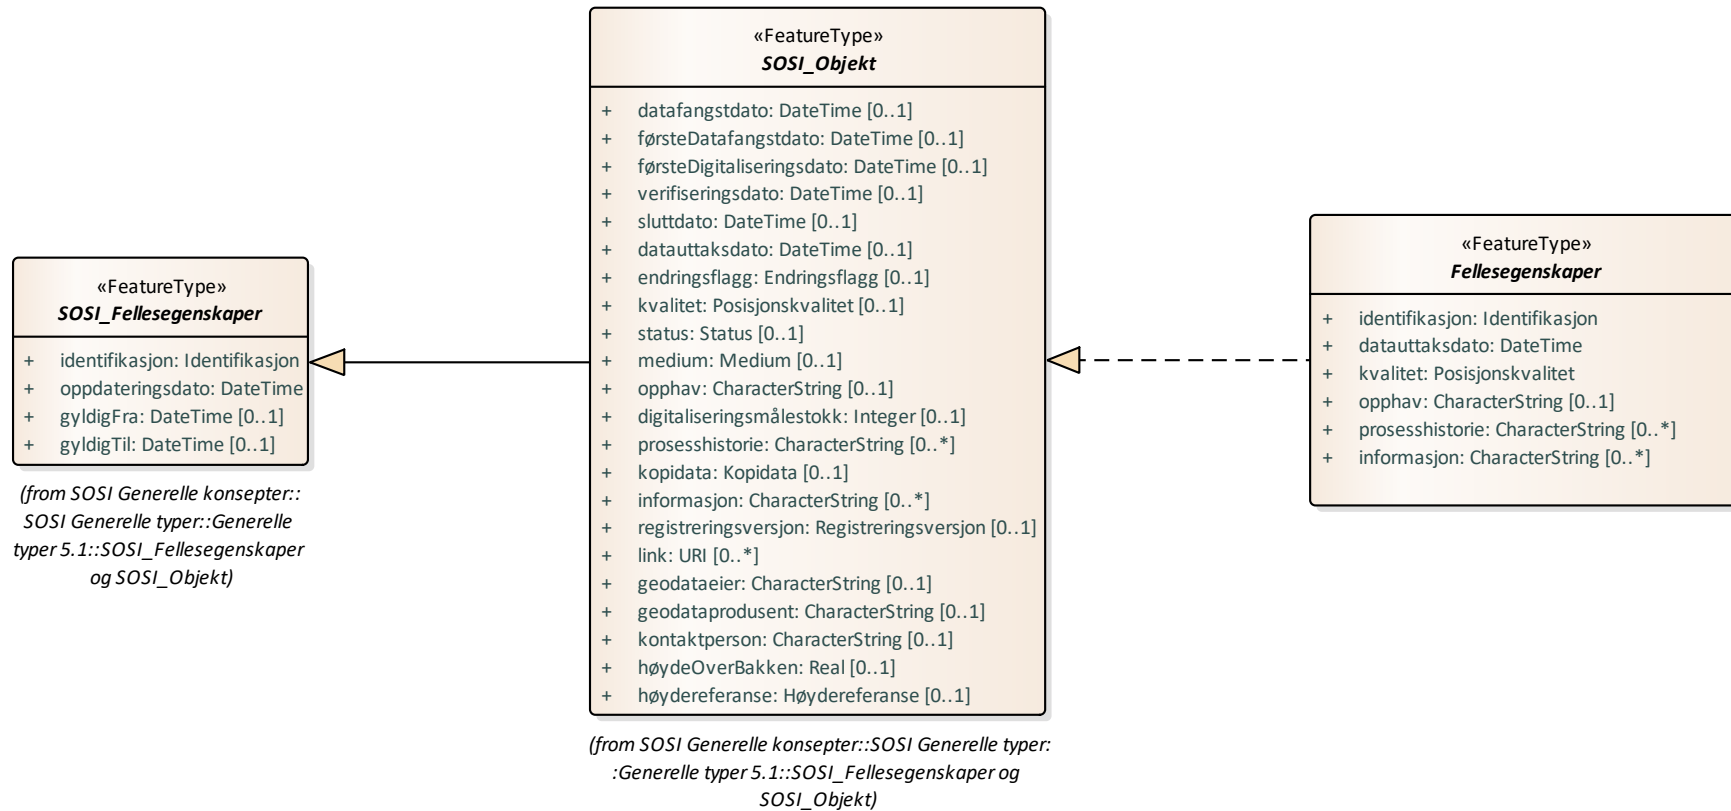 «FeatureType»
SOSI_Fellesegenskaper
+ identifikasjon: Identifikasjon
+ oppdateringsdato: DateTime
+ gyldigFra: DateTime [0..1]
+ gyldigTil: DateTime [0..1]
(from SOSI Generelle konsepter::
SOSI Generelle typer::Generelle
typer 5.1::SOSI_Fellesegenskaper
og SOSI_Objekt)
«FeatureType»
SOSI_Objekt
+ datafangstdato: DateTime [0..1]
+ førsteDatafangstdato: DateTime [0..1]
+ førsteDigitaliseringsdato: DateTime [0..1]
+ verifiseringsdato: DateTime [0..1]
+ sluttdato: DateTime [0..1]
+ datauttaksdato: DateTime [0..1]
+ endringsflagg: Endringsflagg [0..1]
+ kvalitet: Posisjonskvalitet [0..1]
+ status: Status [0..1]
+ medium: Medium [0..1]
+ opphav: CharacterString [0..1]
+ digitaliseringsmålestokk: Integer [0..1]
+ prosesshistorie: CharacterString [0..*]
+ kopidata: Kopidata [0..1]
+ informasjon: CharacterString [0..*]
+ registreringsversjon: Registreringsversjon [0..1]
+ link: URI [0..*]
+ geodataeier: CharacterString [0..1]
+ geodataprodusent: CharacterString [0..1]
+ kontaktperson: CharacterString [0..1]
+ høydeOverBakken: Real [0..1]
+ høydereferanse: Høydereferanse [0..1]
(from SOSI Generelle konsepter::SOSI Generelle typer:
:Generelle typer 5.1::SOSI_Fellesegenskaper og
SOSI_Objekt)
«FeatureType»
Fellesegenskaper
+ identifikasjon: Identifikasjon
+ datauttaksdato: DateTime
+ kvalitet: Posisjonskvalitet
+ opphav: CharacterString [0..1]
+ prosesshistorie: CharacterString [0..*]
+ informasjon: CharacterString [0..*]